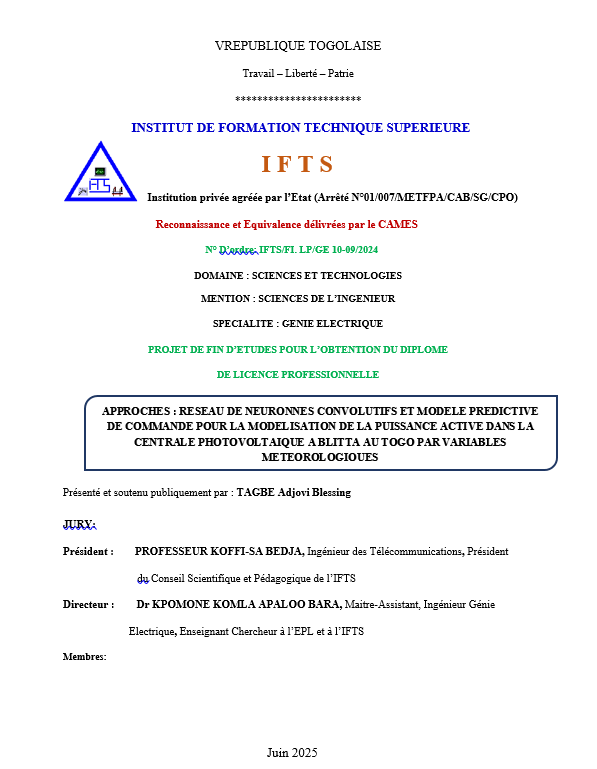 VREPUBLIQUE TOGOLAISE
Travail – Liberté – Patrie
***********************
INSTITUT DE FORMATION TECHNIQUE SUPERIEURE
I F T S
IFTS
Institution privée agréée par l'Etat (Arrêté N°01/007/METFPA/CAB/SG/CPO)
Reconnaissance et Equivalence délivrées par le CAMES
N° D'ordre: IFTS/FI. LP/GE 10-09/2024
DOMAINE : SCIENCES ET TECHNOLOGIES
MENTION : SCIENCES DE L'INGENIEUR
SPECIALITE : GENIE ELECTRIQUE
PROJET DE FIN D'ETUDES POUR L'OBTENTION DU DIPLOME
DE LICENCE PROFESSIONNELLE
APPROCHES : RESEAU DE NEURONNES CONVOLUTIFS ET MODELE PREDICTIVE
DE COMMANDE POUR LA MODELISATION DE LA PUISSANCE ACTIVE DANS LA
CENTRALE PHOTOVOLTAIQUE A BLITTA AU TOGO PAR VARIABLES
METEOROLOGIQUES
Présenté et soutenu publiquement par : TAGBE Adjovi Blessing
JURY:
Président : PROFESSEUR KOFFI-SA BEDJA, Ingénieur des Télécommunications, Président
du Conseil Scientifique et Pédagogique de l'IFTS
Directeur : Dr KPOMONE KOMLA APALOO BARA, Maitre-Assistant, Ingénieur Génie
Electrique, Enseignant Chercheur à l'EPL et à l'IFTS
Membres:
Juin 2025